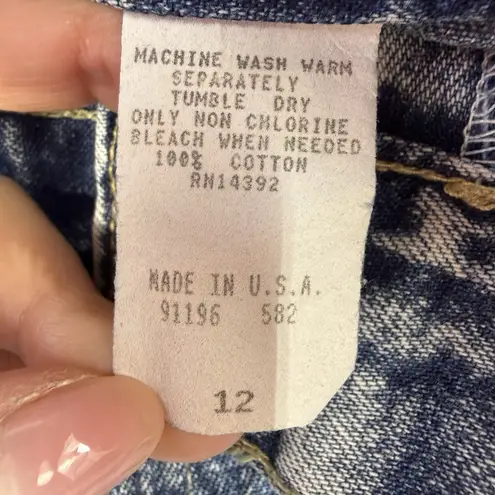 MACHINE WASH WARM
SEPARATELY
TUMBLE DRY
ONLY NON CHLORINE
BLEACH WHEN NEEDED
100% COTTON
RN14392
MADE IN U.S.A.
91196 582
12